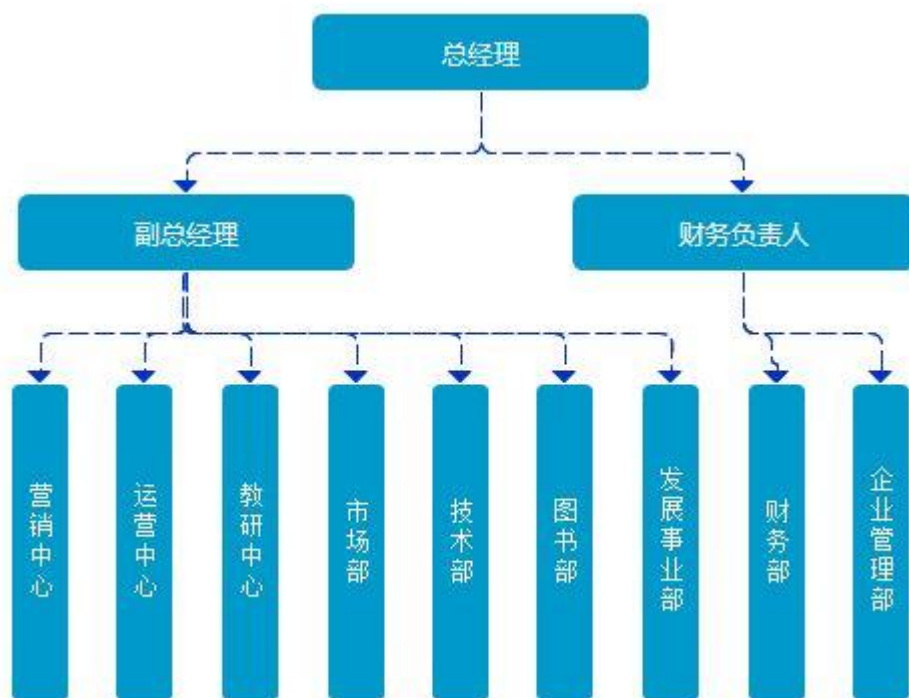 总经理
副总经理
财务负责人
营销中心
运营中心
教研中心
市场部
技术部
图书部
发展事业部
财务部
企业管理部